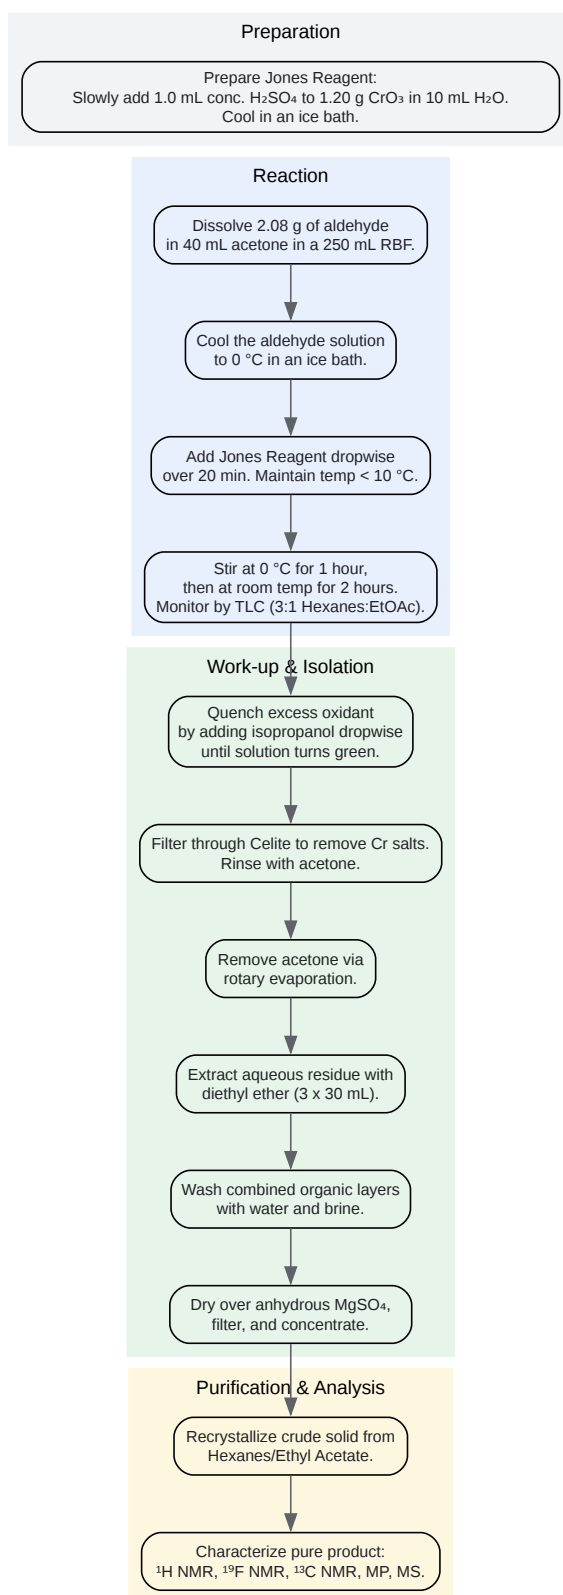 Preparation
Prepare Jones Reagent:
Slowly add 1.0 mL conc. H₂SO₄ to 1.20 g CrO₃ in 10 mL H₂O.
Cool in an ice bath.
Reaction
Dissolve 2.08 g of aldehyde
in 40 mL acetone in a 250 mL RBF.
Cool the aldehyde solution
to 0 °C in an ice bath.
Add Jones Reagent dropwise
over 20 min. Maintain temp < 10 °C.
Stir at 0 °C for 1 hour,
then at room temp for 2 hours.
Monitor by TLC (3:1 Hexanes:EtOAc).
Work-up & Isolation
Quench excess oxidant
by adding isopropanol dropwise
until solution turns green.
Filter through Celite to remove Cr salts.
Rinse with acetone.
Remove acetone via
rotary evaporation.
Extract aqueous residue with
diethyl ether (3 x 30 mL).
Wash combined organic layers
with water and brine.
Dry over anhydrous MgSO₄,
filter, and concentrate.
Purification & Analysis
Recrystallize crude solid from
Hexanes/Ethyl Acetate.
Characterize pure product:
¹H NMR, ¹⁹F NMR, ¹³C NMR, MP, MS.